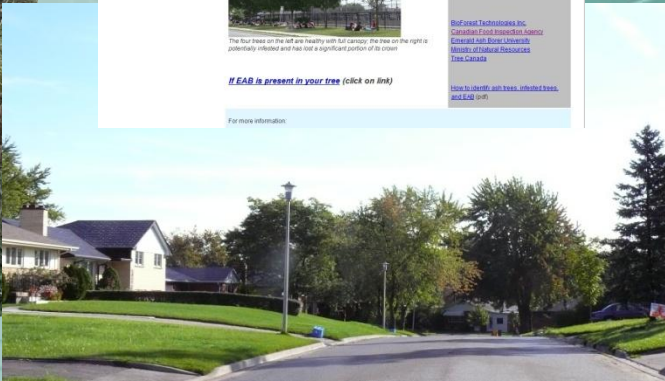 The four trees on the left are healthy with full canopy; the tree on the right is
potentially infested and has lost a significant portion of its crown
If EAB is present in your tree (click on link)
For more information:
BioForest Technologies Inc.
Canadian Food Inspection Agency
Emerald Ash Borer University
Ministry of Natural Resources
Tree Canada
How to identify ash trees, infested trees,
and EAB (pdf)